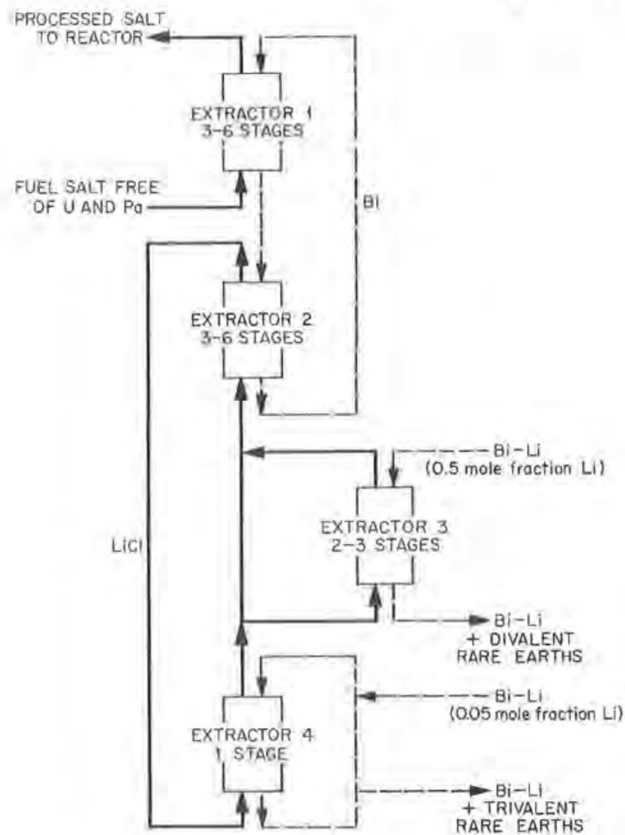 PROCESSED SALT
TO REACTOR
EXTRACTOR 1
3-6 STAGES
FUEL SALT FREE
OF U AND Pa
Bi
EXTRACTOR 2
3-6 STAGES
Bi-Li
(0.5 mole fraction Li)
EXTRACTOR 3
2-3 STAGES
LiCl
Bi-Li
+ DIVALENT
RARE EARTHS
Bi-Li
(0.05 mole fraction Li)
EXTRACTOR 4
1 STAGE
Bi-Li
+ TRIVALENT
RARE EARTHS